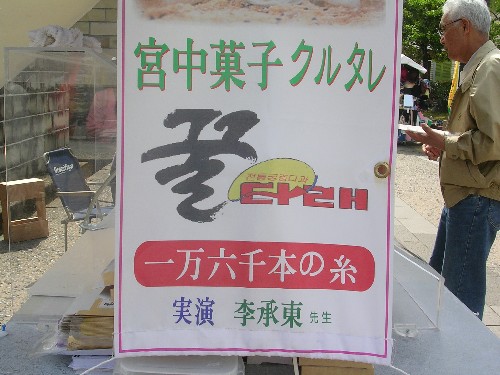 宮中菓子クルタレ
꿀
타래
一万六千本の糸
実演 李承東 先生